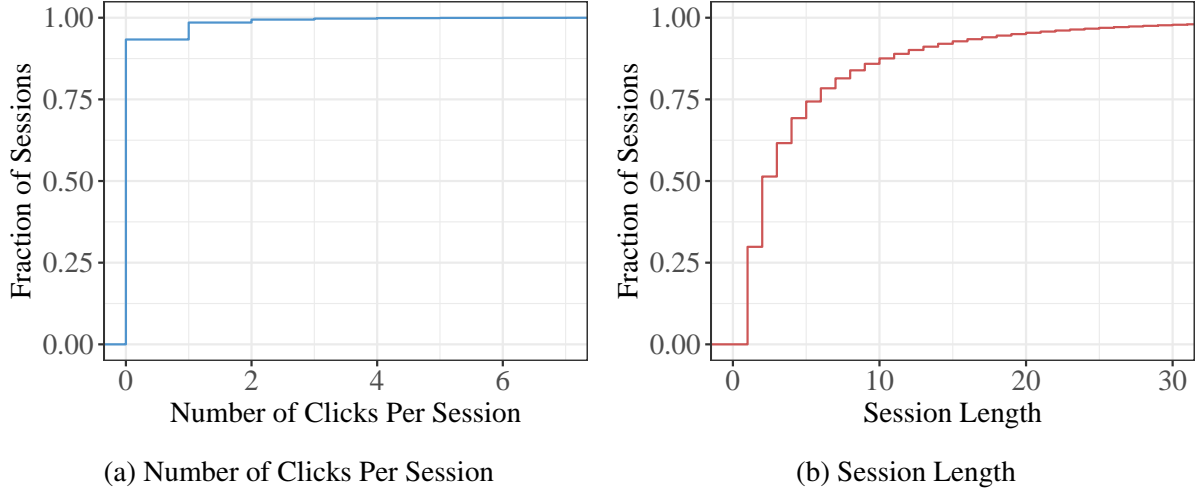 1.00
0.75
0.50
0.25
0.00
Fraction of Sessions
0 2 4 6
Number of Clicks Per Session
(a) Number of Clicks Per Session
1.00
0.75
0.50
0.25
0.00
Fraction of Sessions
0 10 20 30
Session Length
(b) Session Length